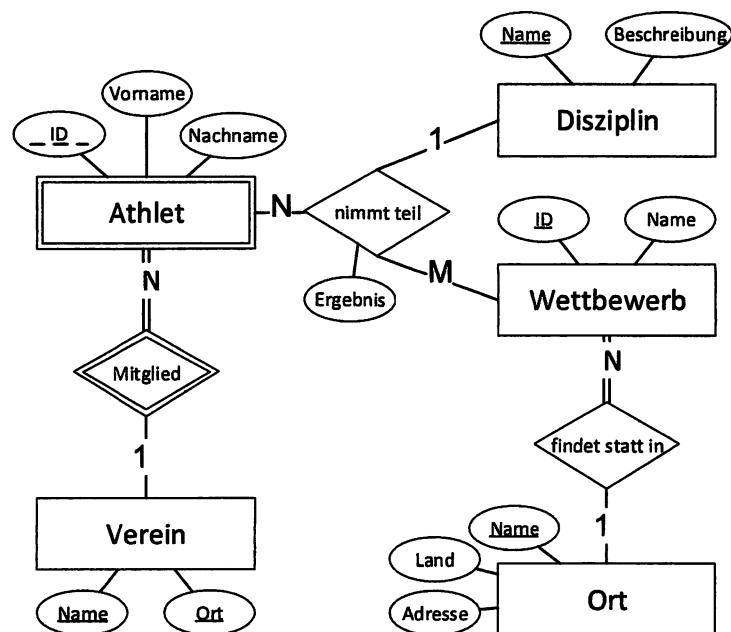 Name
Beschreibung
Disziplin
Vorname
ID
Nachname
1
Athlet
N
nimmt teil
ID
Name
M
Ergebnis
Wettbewerb
N
N
Mitglied
findet statt in
1
1
Verein
Name
Land
Ort
Adresse
Name
Ort